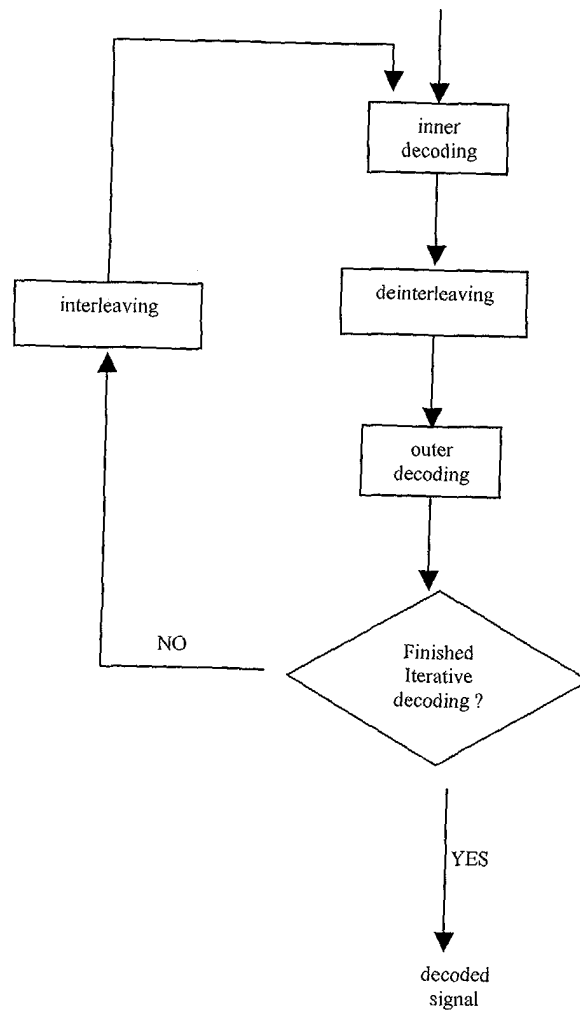 inner
decoding
interleaving
deinterleaving
outer
decoding
NO
Finished
Iterative
decoding ?
YES
decoded
signal